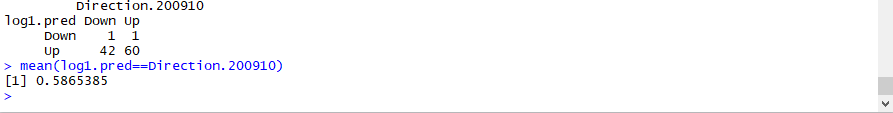 Direction.200910
log1.pred Down Up
Down 1 1
Up 42 60
> mean(log1.pred==Direction.200910)
[1] 0.5865385
>